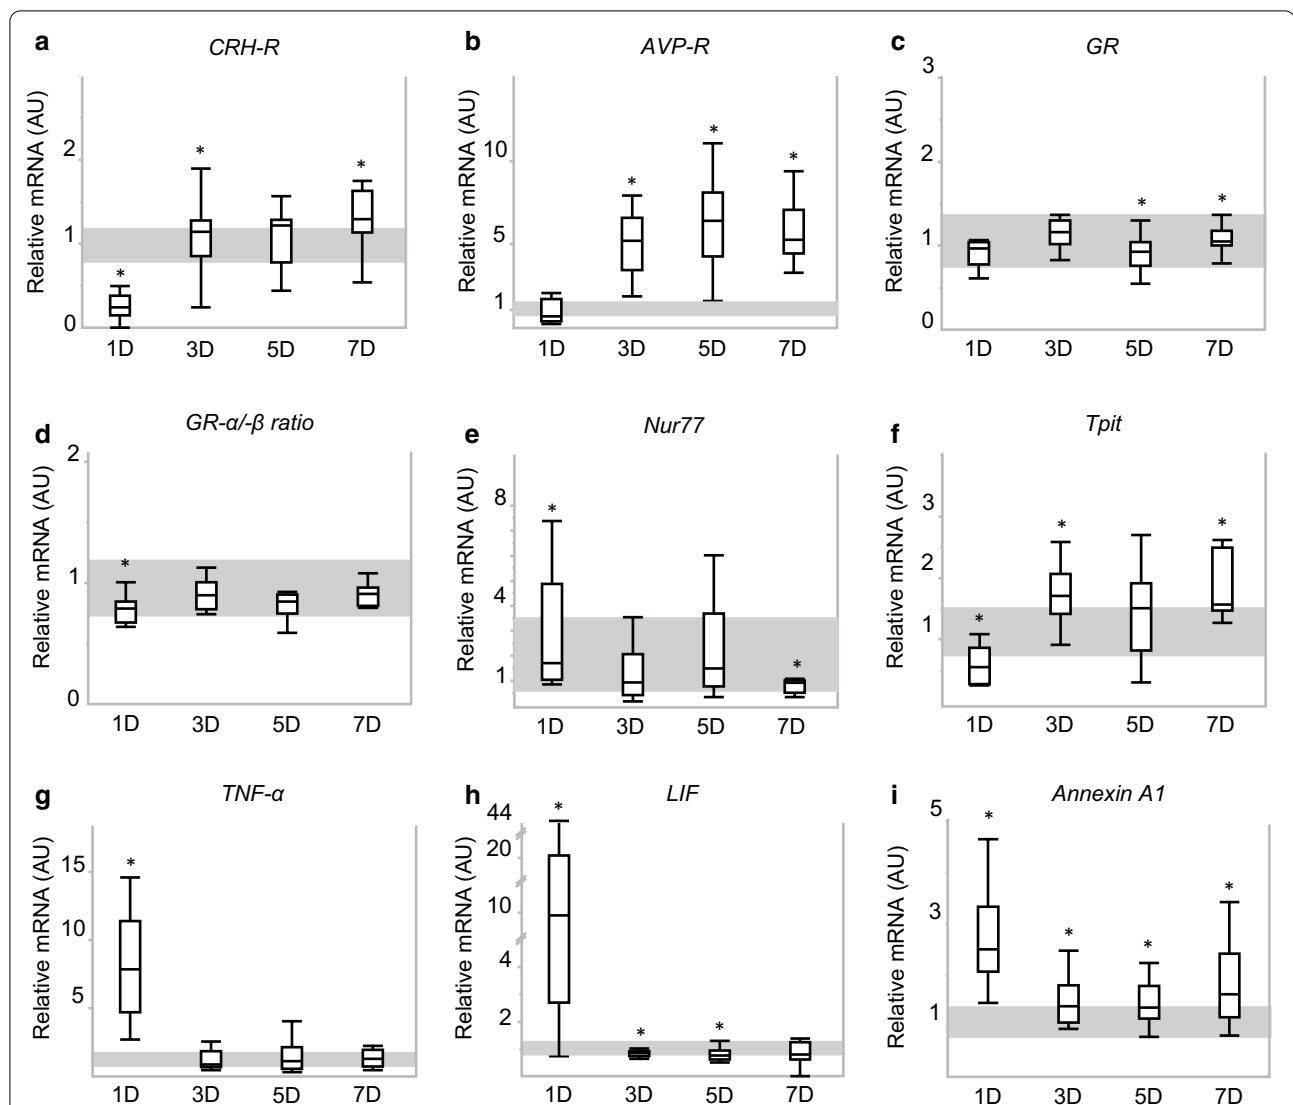 a CRH-R
Relative mRNA (AU)
2
1
0
*
*
*
1D 3D 5D 7D
b AVP-R
Relative mRNA (AU)
10
5
1
*
*
*
1D 3D 5D 7D
c GR
Relative mRNA (AU)
3
2
1
0
*
*
1D 3D 5D 7D
d GR-α/-β ratio
Relative mRNA (AU)
2
1
0
*
1D 3D 5D 7D
e Nur77
Relative mRNA (AU)
8
4
1
*
*
1D 3D 5D 7D
f Tpit
Relative mRNA (AU)
3
2
1
*
*
*
1D 3D 5D 7D
g TNF-α
Relative mRNA (AU)
15
10
5
*
1D 3D 5D 7D
h LIF
Relative mRNA (AU)
44
20
10
4
2
*
*
*
1D 3D 5D 7D
i Annexin A1
Relative mRNA (AU)
5
3
1
*
*
*
*
1D 3D 5D 7D